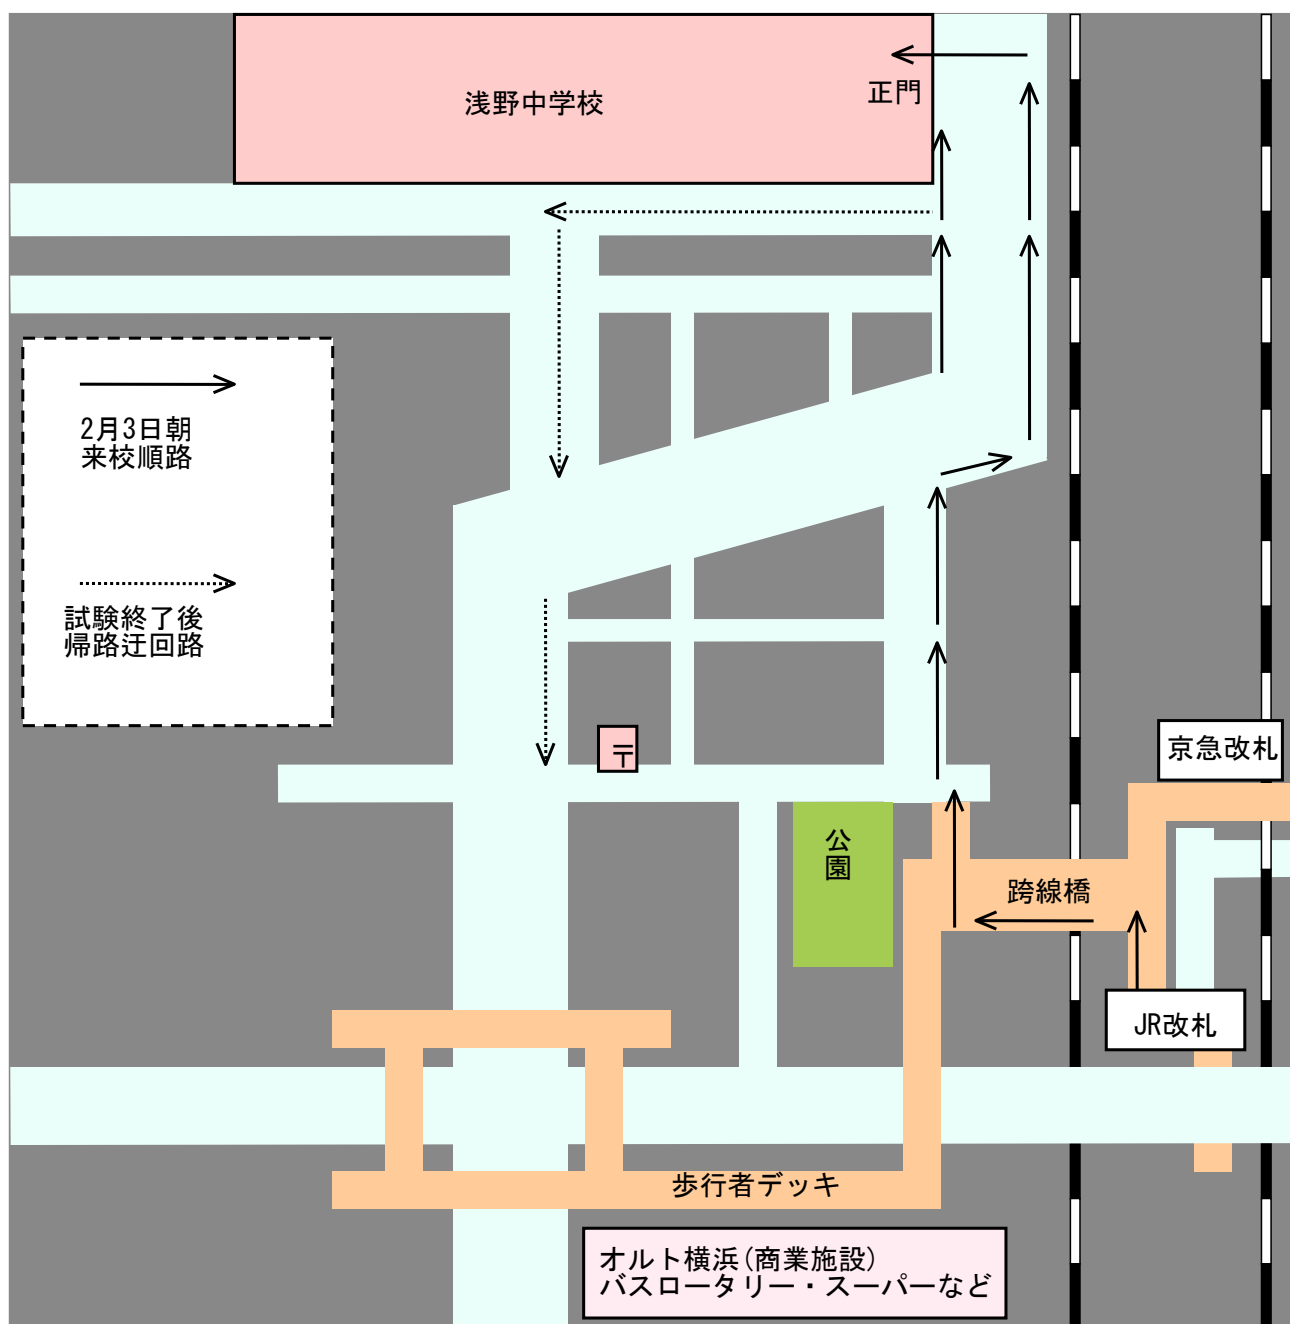 浅野中学校
正門
2月3日朝
来校順路
試験終了後
帰路迂回路
〒
京急改札
公
園
跨線橋
JR改札
歩行者デッキ
オルト横浜(商業施設)
バスロータリー・スーパーなど